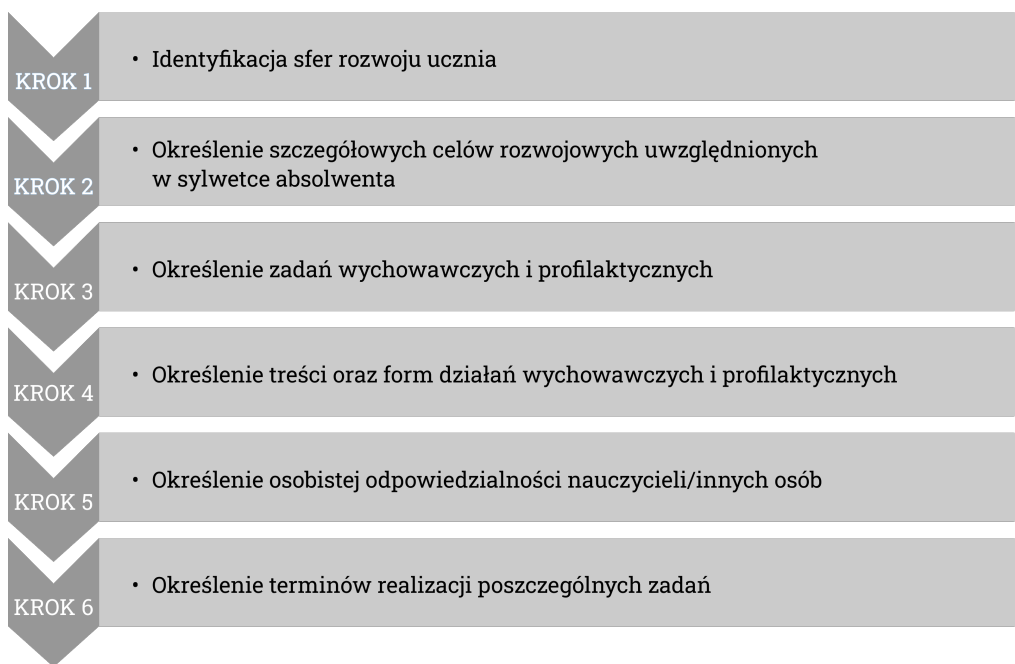 KROK 1
• Identyfikacja sfer rozwoju ucznia
KROK 2
• Określenie szczegółowych celów rozwojowych uwzględnionych
w sylwetce absolwenta
KROK 3
• Określenie zadań wychowawczych i profilaktycznych
KROK 4
• Określenie treści oraz form działań wychowawczych i profilaktycznych
KROK 5
• Określenie osobistej odpowiedzialności nauczycieli/innych osób
KROK 6
• Określenie terminów realizacji poszczególnych zadań